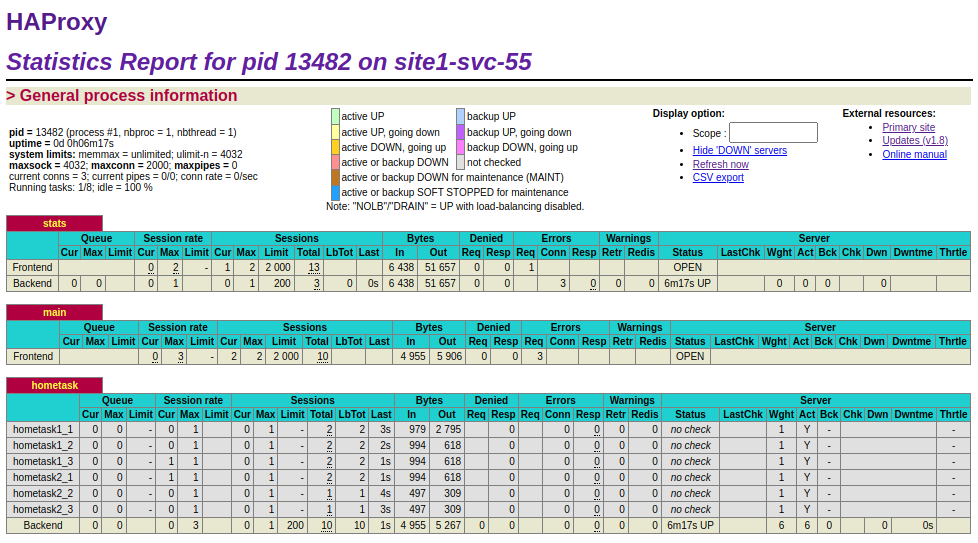 HAProxy
Statistics Report for pid 13482 on site1-svc-55
> General process information
pid = 13482 (process #1, nbproc = 1, nbthread = 1)
uptime = 0d 0h06m17s
system limits: memmax = unlimited; ulimit-n = 4032
maxsock = 4032; maxconn = 2000; maxpipes = 0
current conns = 3; current pipes = 0/0; conn rate = 0/sec
Running tasks: 1/8; idle = 100 %
active UP backup UP
active UP, going down backup UP, going down
active DOWN, going up backup DOWN, going up
active or backup DOWN not checked
active or backup DOWN for maintenance (MAINT)
active or backup SOFT STOPPED for maintenance
Note: "NOLB"/"DRAIN" = UP with load-balancing disabled.
Display option:
• Scope :
• Hide 'DOWN' servers
• Refresh now
• CSV export
External resources:
• Primary site
• Updates (v1.8)
• Online manual
stats
Queue Session rate Sessions Bytes Denied Errors Warnings Server
Cur Max Limit Cur Max Limit Cur Max Limit Total LbTot Last In Out Req Resp Req Conn Resp Retr Redis Status LastChk Wght Act Bck Chk Dwn Dwntme Thrtle
Frontend 0 2 - 1 2 2 000 13 6 438 51 657 0 0 1 OPEN
Backend 0 0 0 1 0 1 200 3 0 0s 6 438 51 657 0 0 3 0 0 0 6m17s UP 0 0 0 0
main
Queue Session rate Sessions Bytes Denied Errors Warnings Server
Cur Max Limit Cur Max Limit Cur Max Limit Total LbTot Last In Out Req Resp Req Conn Resp Retr Redis Status LastChk Wght Act Bck Chk Dwn Dwntme Thrtle
Frontend 0 3 - 2 2 2 000 10 4 955 5 906 0 0 3 OPEN
hometask
Queue Session rate Sessions Bytes Denied Errors Warnings Server
Cur Max Limit Cur Max Limit Cur Max Limit Total LbTot Last In Out Req Resp Req Conn Resp Retr Redis Status LastChk Wght Act Bck Chk Dwn Dwntme Thrtle
hometask1_1 0 0 - 0 1 0 1 - 2 2 3s 979 2 795 0 0 0 0 0 no check 1 Y - -
hometask1_2 0 0 - 0 1 0 1 - 2 2 2s 994 618 0 0 0 0 0 no check 1 Y - -
hometask1_3 0 0 - 1 1 0 1 - 2 2 1s 994 618 0 0 0 0 0 no check 1 Y - -
hometask2_1 0 0 - 1 1 0 1 - 2 2 1s 994 618 0 0 0 0 0 no check 1 Y - -
hometask2_2 0 0 - 0 1 0 1 - 1 1 4s 497 309 0 0 0 0 0 no check 1 Y - -
hometask2_3 0 0 - 0 1 0 1 - 1 1 3s 497 309 0 0 0 0 0 no check 1 Y - -
Backend 0 0 0 3 0 1 200 10 10 1s 4 955 5 267 0 0 0 0 0 0 6m17s UP 6 6 0 0 0s